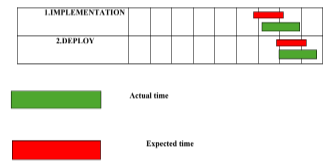 1.IMPLEMENTATION
2.DEPLOY
Actual time
Expected time